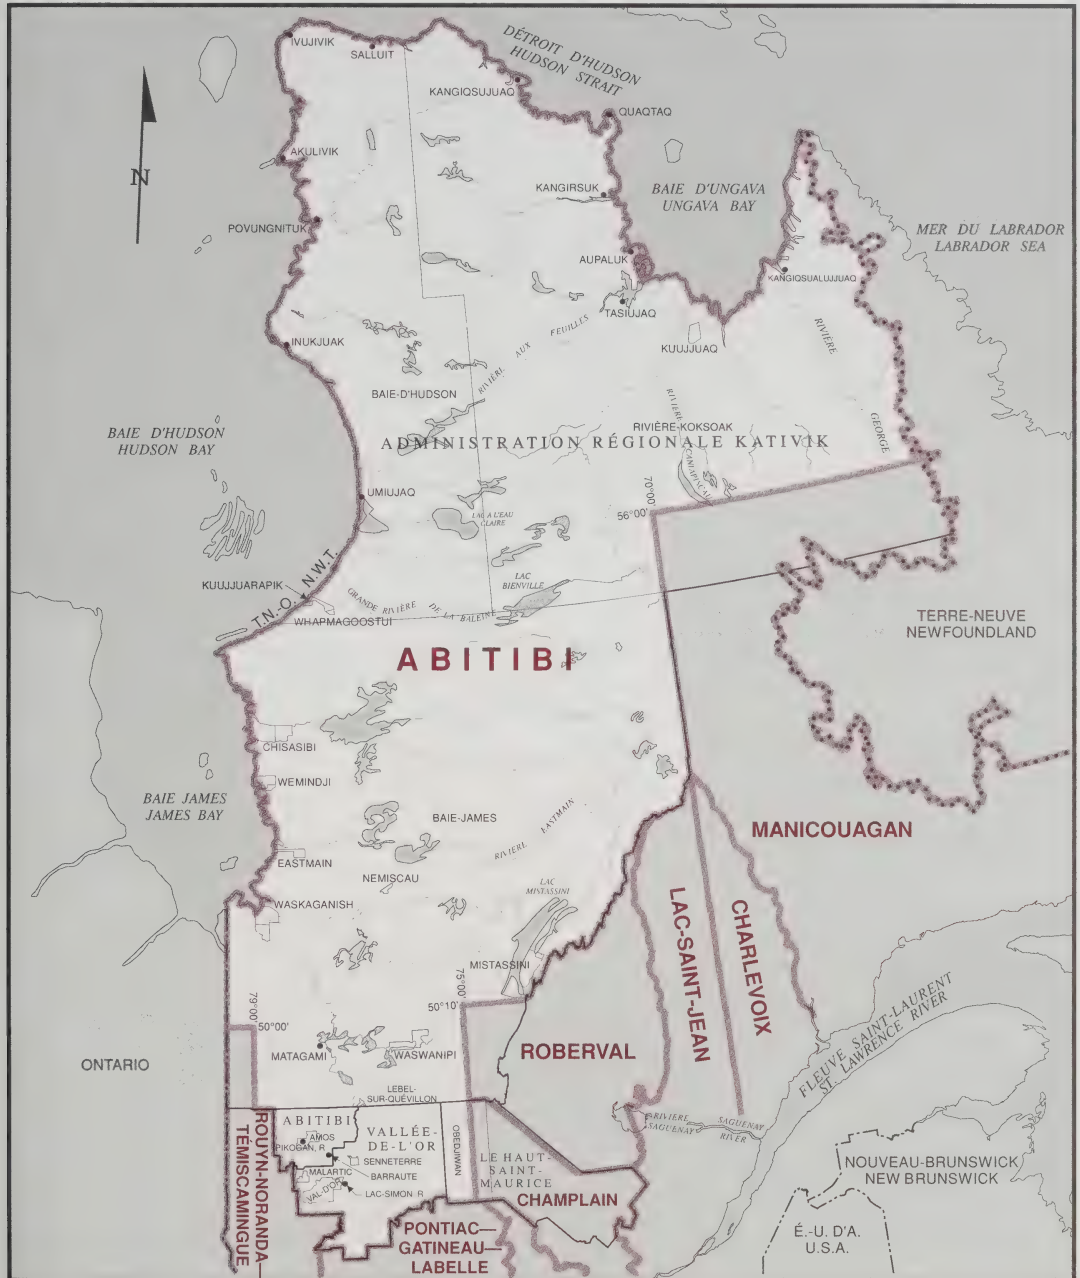 IVUJIVIK
SALLUIT
DÉTROIT D'HUDSON
HUDSON STRAIT
KANGIQSUJUAQ
QUAQTAQ
AKULIVIK
N
KANGIRSUK
BAIE D'UNGAVA
UNGAVA BAY
POVUNGNITUK
MER DU LABRADOR
LABRADOR SEA
AUPALUK
KANGIQSUALUJJUAQ
TASIUJAQ
INUKJUAK
KUUJJUAQ
RIVIÈRE AUX FEUILLES
RIVIÈRE GEORGE
BAIE-D'HUDSON
RIVIÈRE CANIAPISCAU
RIVIÈRE-KOKSOAK
BAIE D'HUDSON
HUDSON BAY
ADMINISTRATION RÉGIONALE KATIVIK
UMIUJAQ
70°00'
56°00'
LAC A L'EAU
CLAIRE
T.N.-O. N.W.T.
LAC
BIENVILLE
KUUJJUARAPIK
GRANDE RIVIÈRE DE LA BALEINE
WHAPMAGOOSTUI
TERRE-NEUVE
NEWFOUNDLAND
ABITIBI
CHISASIBI
WEMINDJI
BAIE JAMES
JAMES BAY
BAIE-JAMES
RIVIÈRE EASTMAIN
MANICOUAGAN
EASTMAIN
NEMISCAU
LAC
MISTASSINI
WASKAGANISH
LAC-SAINT-JEAN
CHARLEVOIX
MISTASSINI
75°00'
50°10'
79°00'
50°00'
FLEUVE SAINT-LAURENT
ST. LAWRENCE RIVER
ONTARIO
MATAGAMI
WASWANIPI
ROBERVAL
LEBEL-
SUR-QUÉVILLON
ROUYN-NORANDA—
TÉMISCAMINGUE
ABITIBI
AMOS
PIKOGAN, R
VALLÉE-
DE-L'OR
SENNETERRE
BARRAUTE
MALARTIC
VAL-D'OR
LAC-SIMON R
OBEDJIWAN
RIVIÈRE SAGUENAY
SAGUENAY RIVER
LE HAUT-
SAINT-
MAURICE
CHAMPLAIN
NOUVEAU-BRUNSWICK
NEW BRUNSWICK
PONTIAC—
GATINEAU—
LABELLE
É.-U. D'A.
U.S.A.